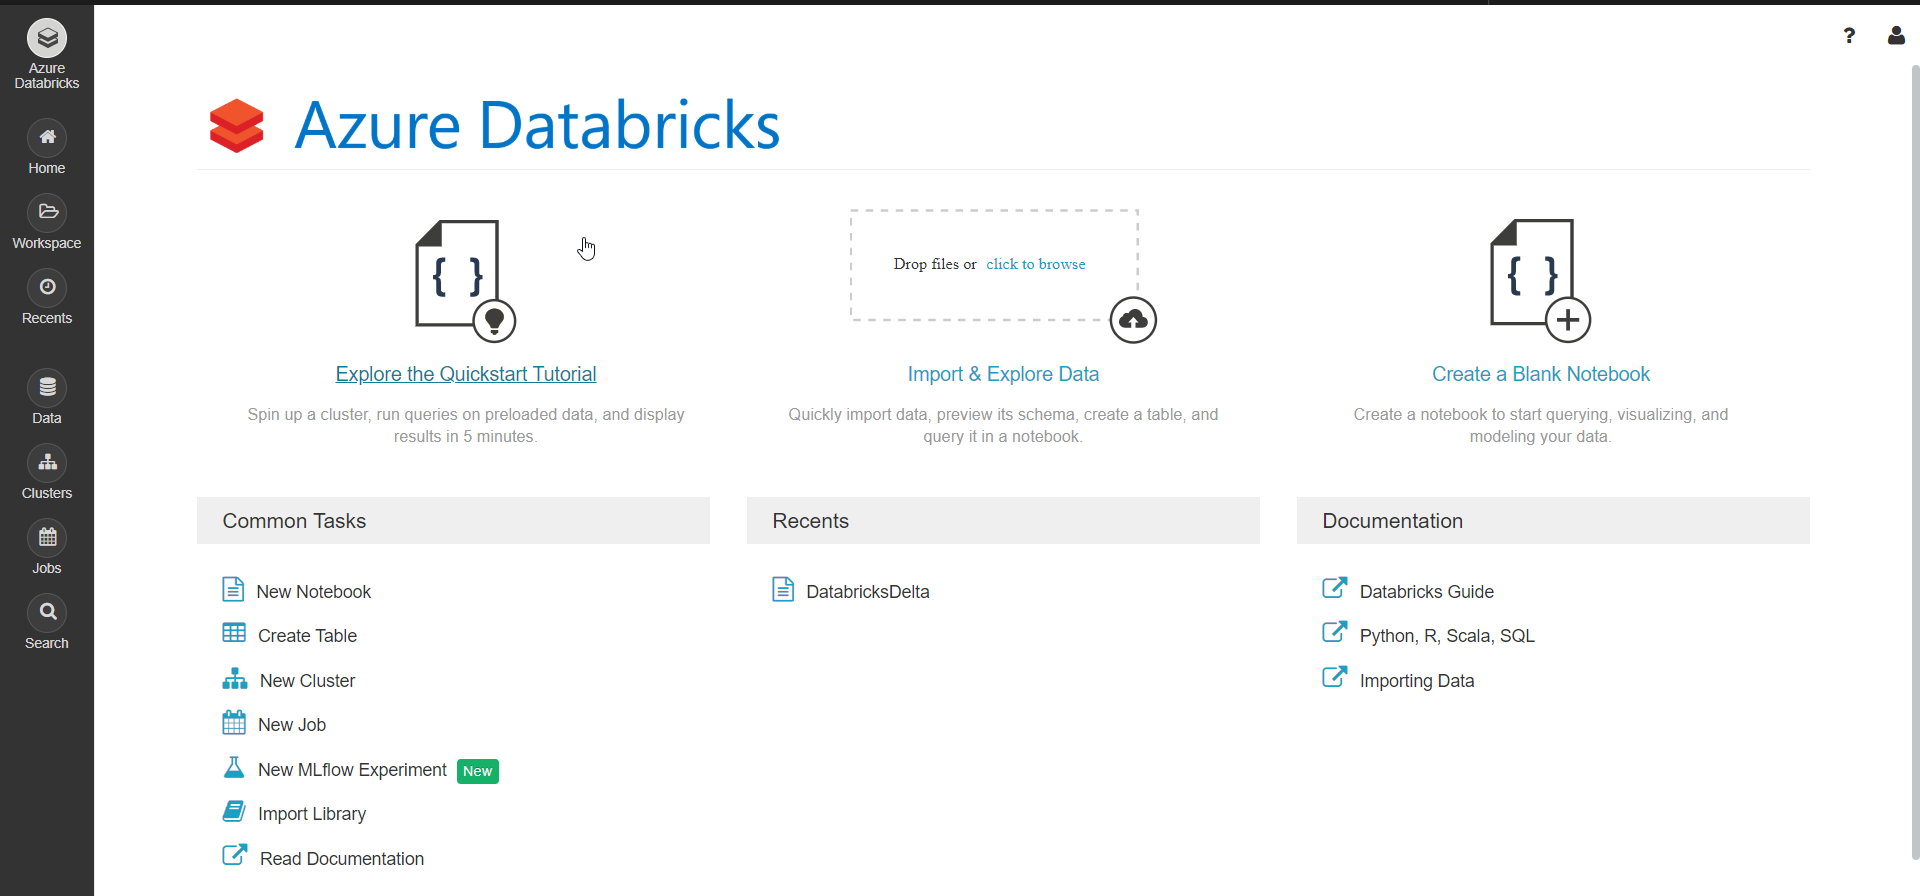 Azure
Databricks
Home
Workspace
Recents
Data
Clusters
Jobs
Search
?
Azure Databricks
{ }
Explore the Quickstart Tutorial
Spin up a cluster, run queries on preloaded data, and display
results in 5 minutes.
Drop files or click to browse
Import & Explore Data
Quickly import data, preview its schema, create a table, and
query it in a notebook.
{ }
Create a Blank Notebook
Create a notebook to start querying, visualizing, and
modeling your data.
Common Tasks
New Notebook
Create Table
New Cluster
New Job
New MLflow Experiment New
Import Library
Read Documentation
Recents
DatabricksDelta
Documentation
Databricks Guide
Python, R, Scala, SQL
Importing Data